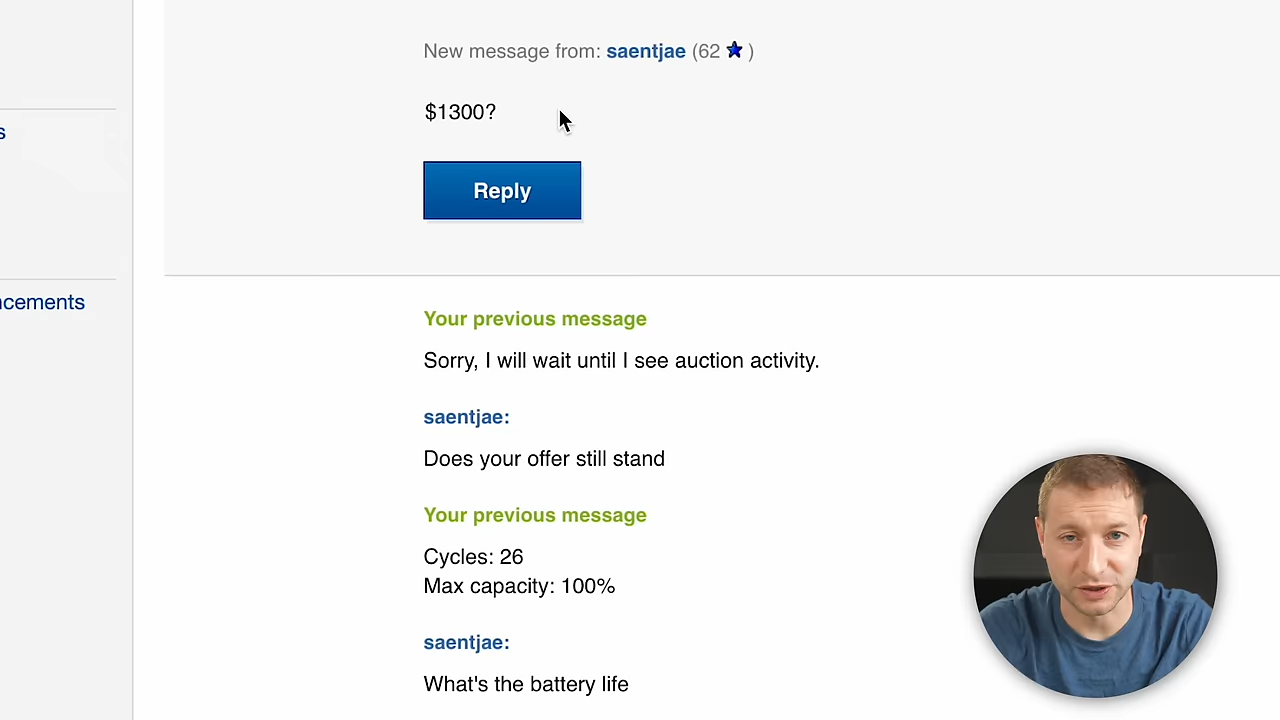 New message from: saentjae (62 ★ )
$1300?
s
Reply
ncements
Your previous message
Sorry, I will wait until I see auction activity.
saentjae:
Does your offer still stand
Your previous message
Cycles: 26
Max capacity: 100%
saentjae:
What's the battery life